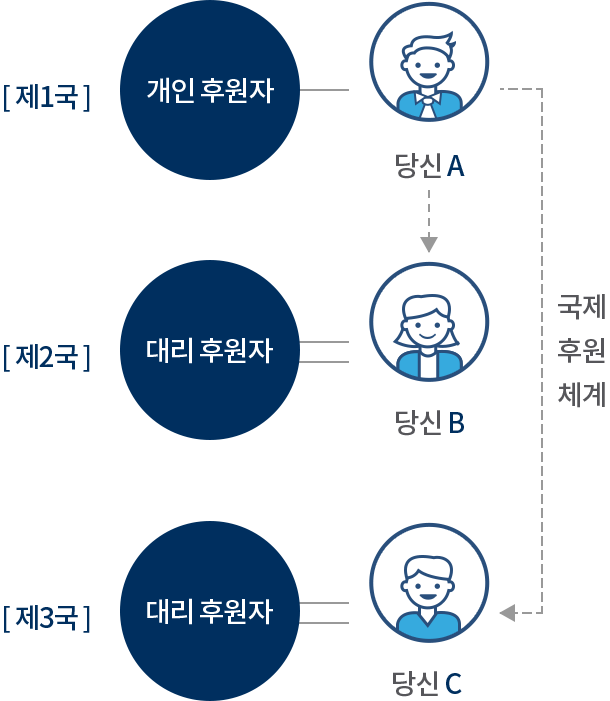 [ 제1국 ]
개인 후원자
당신 A
[ 제2국 ]
대리 후원자
당신 B
국제
후원
체계
[ 제3국 ]
대리 후원자
당신 C